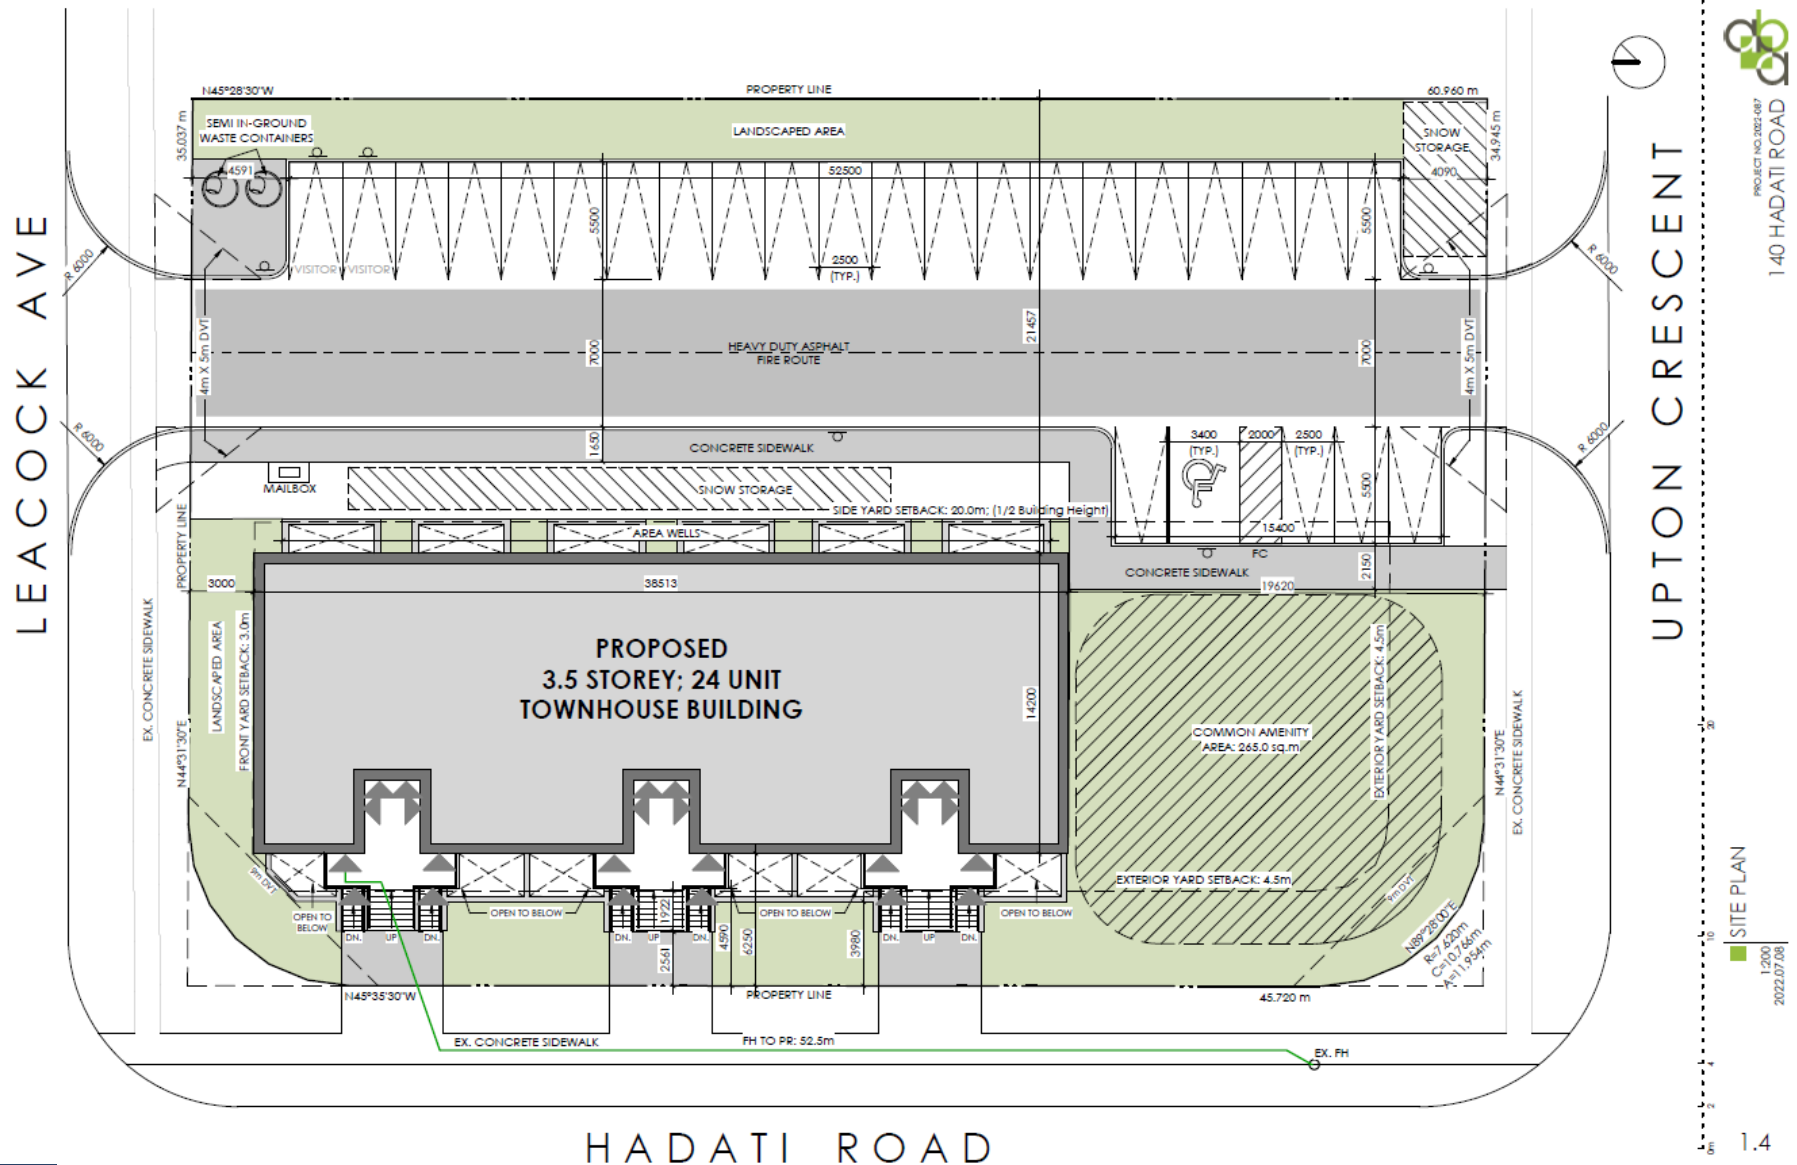 N45°28'30"W
PROPERTY LINE
60.960 m
35.037 m
SEMI IN-GROUND
WASTE CONTAINERS
LANDSCAPED AREA
SNOW
STORAGE
34.945 m
4591
52500
4090
5500
5500
VISITOR
VISITOR
2500
(TYP.)
R 6000
R 6000
4m X 5m DVT
7000
HEAVY DUTY ASPHALT
FIRE ROUTE
21457
7000
4m X 5m DVT
R 6000
R 6000
1650
CONCRETE SIDEWALK
3400
(TYP.)
2000
2500
(TYP.)
5500
MAILBOX
SNOW STORAGE
SIDE YARD SETBACK: 20.0m; (1/2 Building Height)
PROPERTY LINE
AREA WELLS
15400
FC
CONCRETE SIDEWALK
2150
3000
38513
19620
EX. CONCRETE SIDEWALK
LANDSCAPED AREA
FRONT YARD SETBACK: 3.0m
N44°31'30"E
PROPOSED
3.5 STOREY; 24 UNIT
TOWNHOUSE BUILDING
14200
COMMON AMENITY
AREA: 265.0 sq.m
EXTERIOR YARD SETBACK: 4.5m
N44°31'30"E
EX. CONCRETE SIDEWALK
EXTERIOR YARD SETBACK: 4.5m
9m DVT
9m DVT
OPEN TO
BELOW
OPEN TO BELOW
OPEN TO BELOW
OPEN TO BELOW
DN.
UP
DN.
DN.
UP
DN.
DN.
UP
DN.
1922
2561
4590
6250
3980
N89°28'00"E
R=7.620m
C=10.766m
A=11.954m
N45°35'30"W
PROPERTY LINE
45.720 m
EX. CONCRETE SIDEWALK
FH TO PR: 52.5m
EX. FH
LEACOCK AVE
UPTON CRESCENT
HADATI ROAD
aba
PROJECT NO. 2022-087
140 HADATI ROAD
SITE PLAN
1:200
2022.07.08
20
10
4
2
0m
1.4